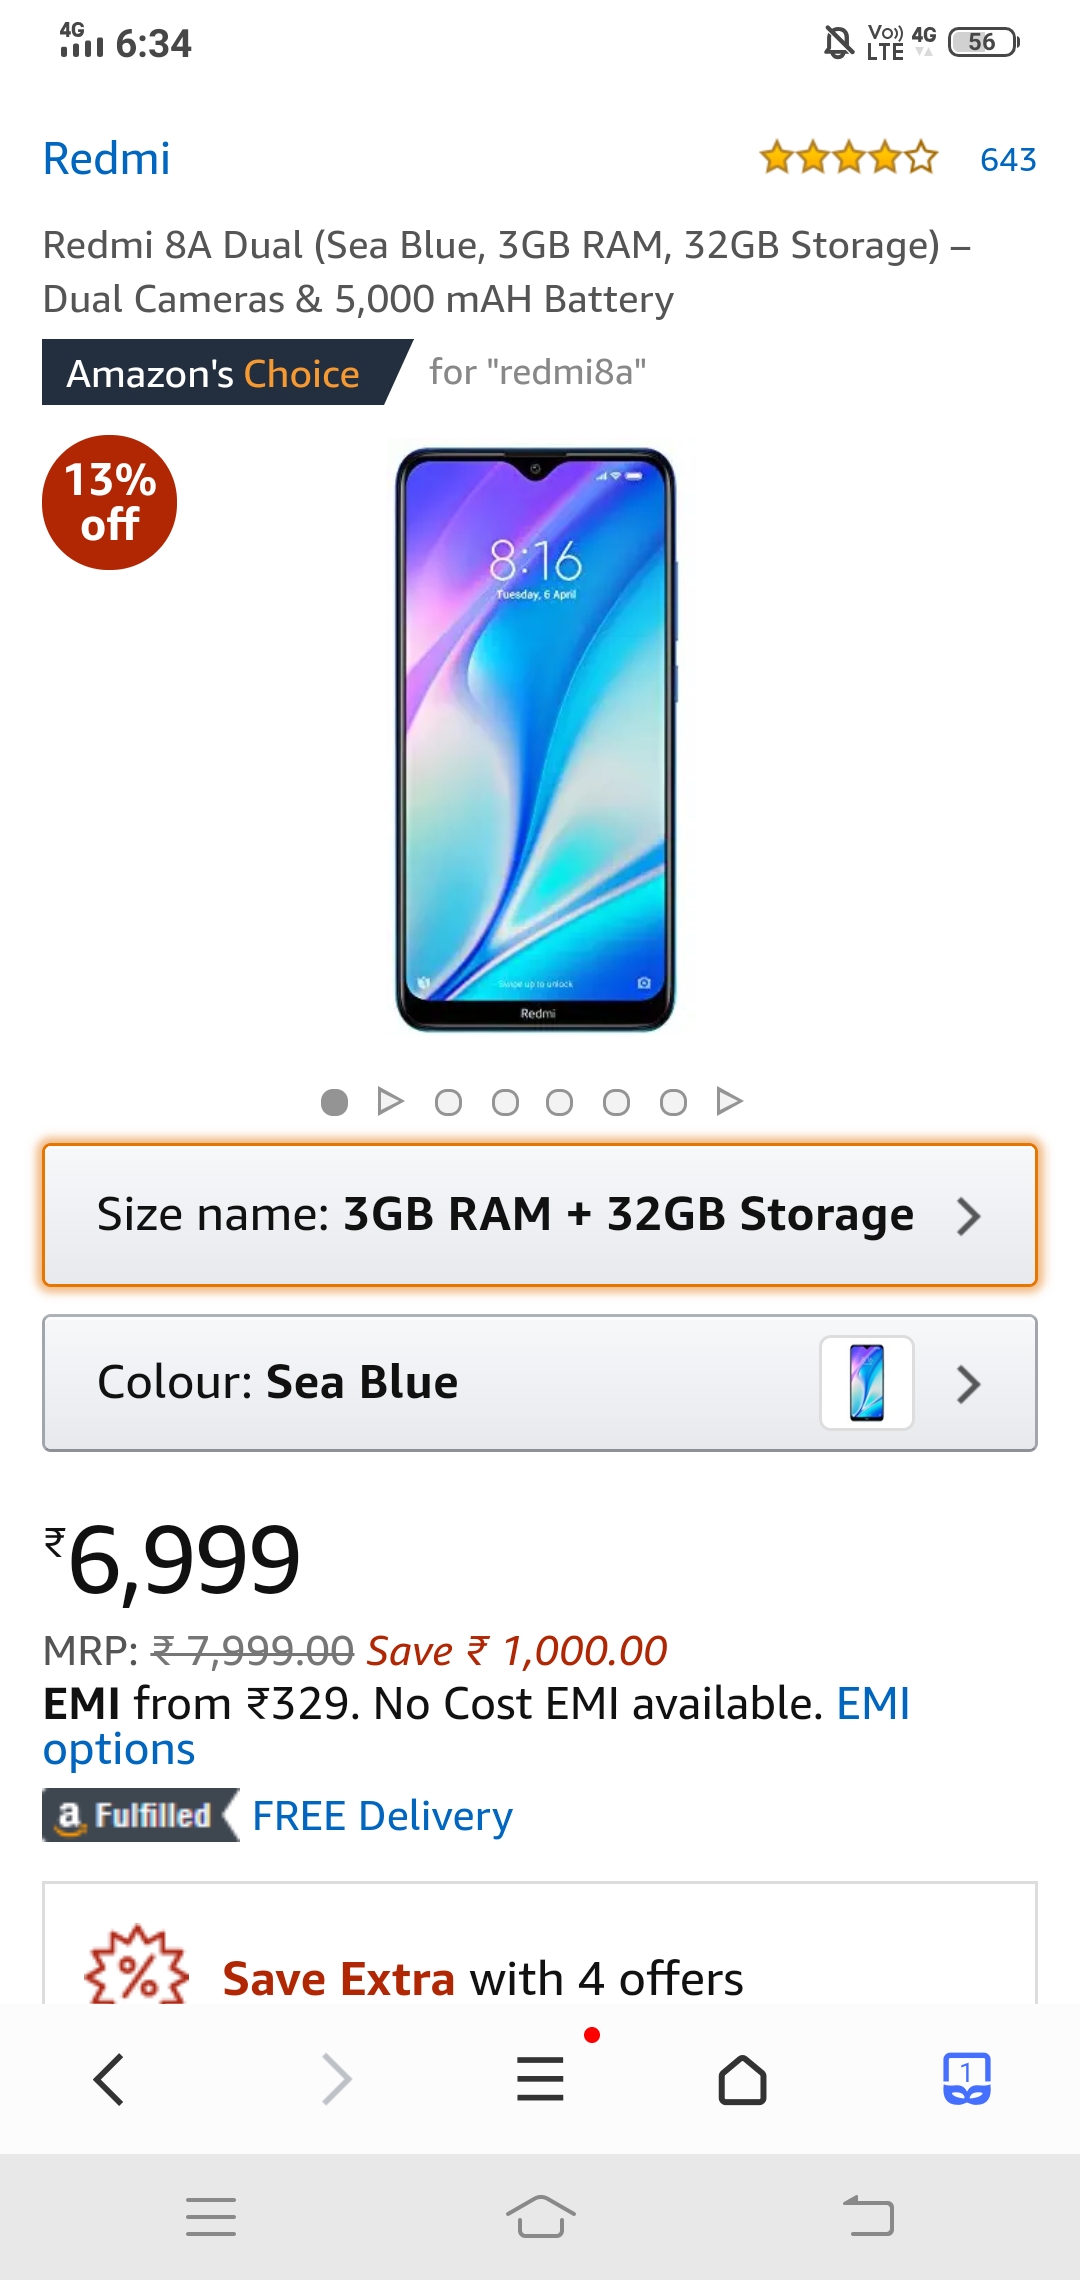 4G 6:34 Vo)) LTE 4G 56
Redmi 643
Redmi 8A Dual (Sea Blue, 3GB RAM, 32GB Storage) –
Dual Cameras & 5,000 mAH Battery
Amazon's Choice for "redmi8a"
13%
off
8:16
Tuesday, 6 April
Swipe up to unlock
Redmi
Size name: 3GB RAM + 32GB Storage
Colour: Sea Blue
₹6,999
MRP: ₹ 7,999.00 Save ₹ 1,000.00
EMI from ₹329. No Cost EMI available. EMI
options
a Fulfilled FREE Delivery
% Save Extra with 4 offers
1